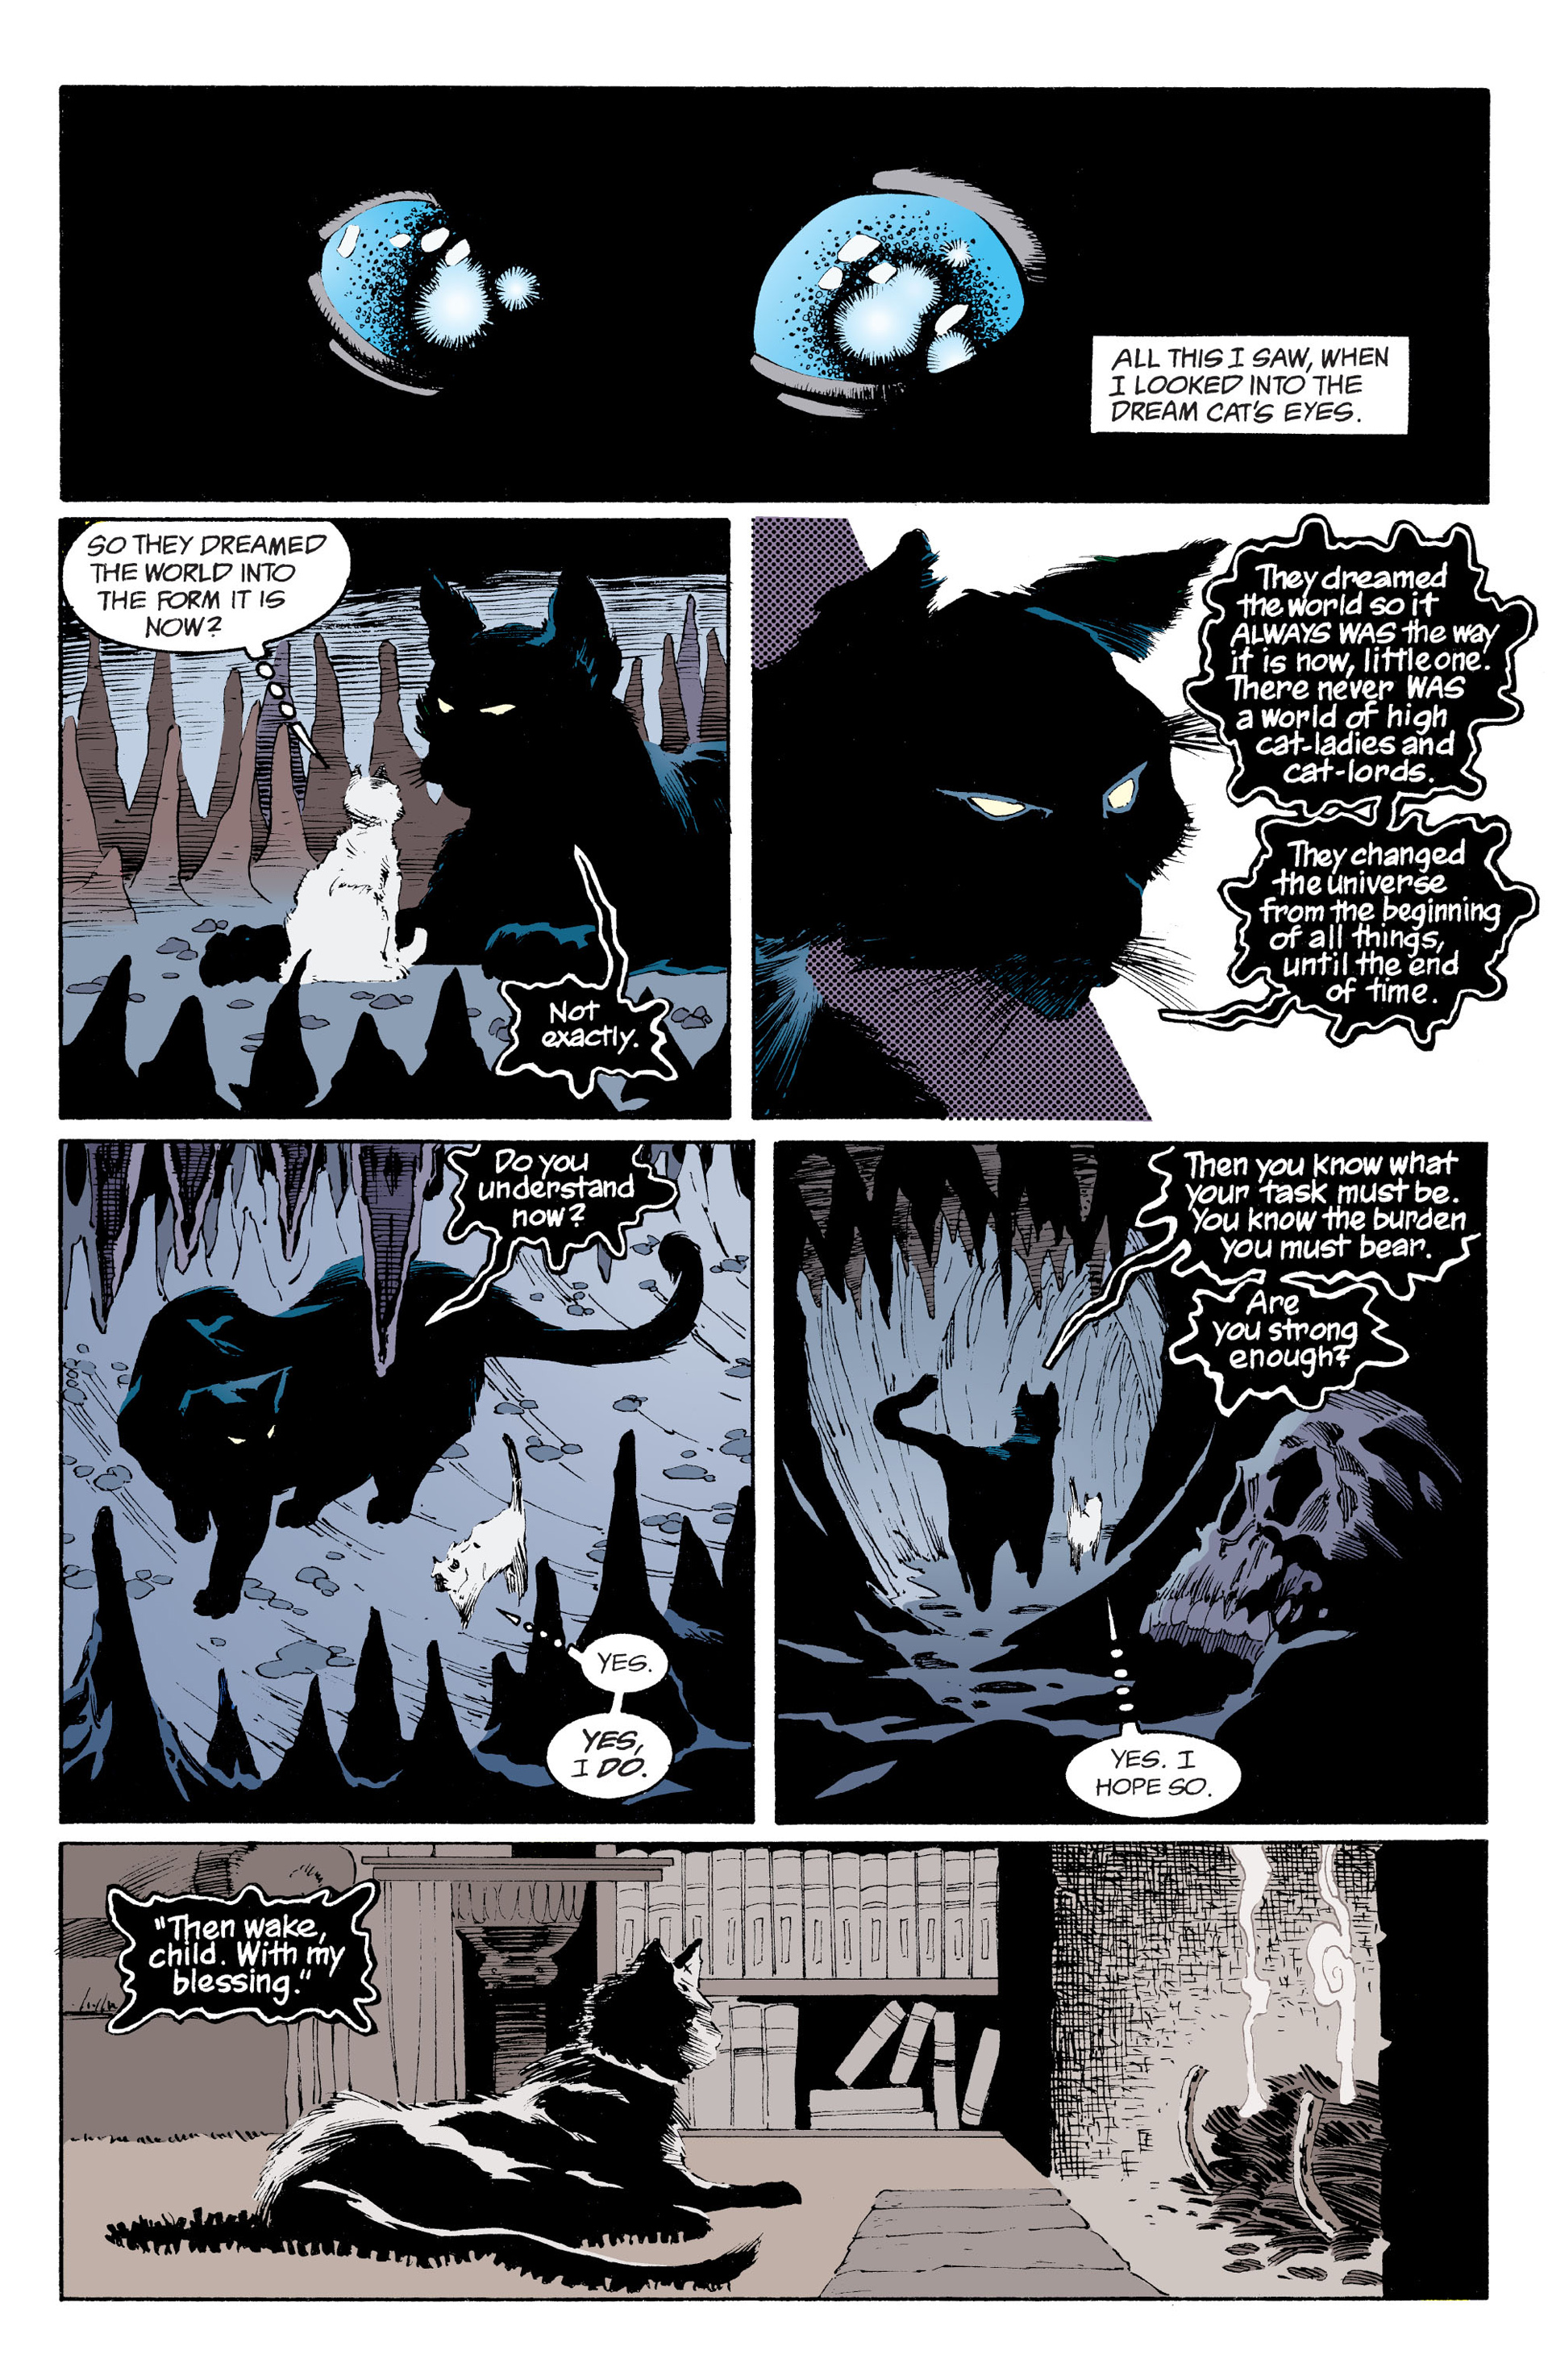 ALL THIS I SAW, WHEN
I LOOKED INTO THE
DREAM CAT'S EYES.
SO THEY DREAMED
THE WORLD INTO
THE FORM IT IS
NOW?
Not
exactly.
They dreamed
the world so it
ALWAYS WAS the way
it is now, little one.
There never WAS
a world of high
cat-ladies and
cat-lords.
They changed
the universe
from the beginning
of all things,
until the end
of time.
Do you
understand
now?
YES.
YES,
I DO.
Then you know what
your task must be.
You know the burden
you must bear.
Are
you strong
enough?
YES. I
HOPE SO.
"Then wake,
child. With my
blessing."